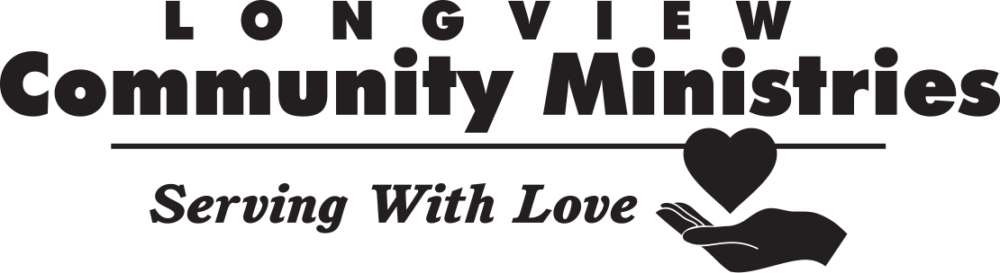 LONGVIEW
Community Ministries
Serving With Love